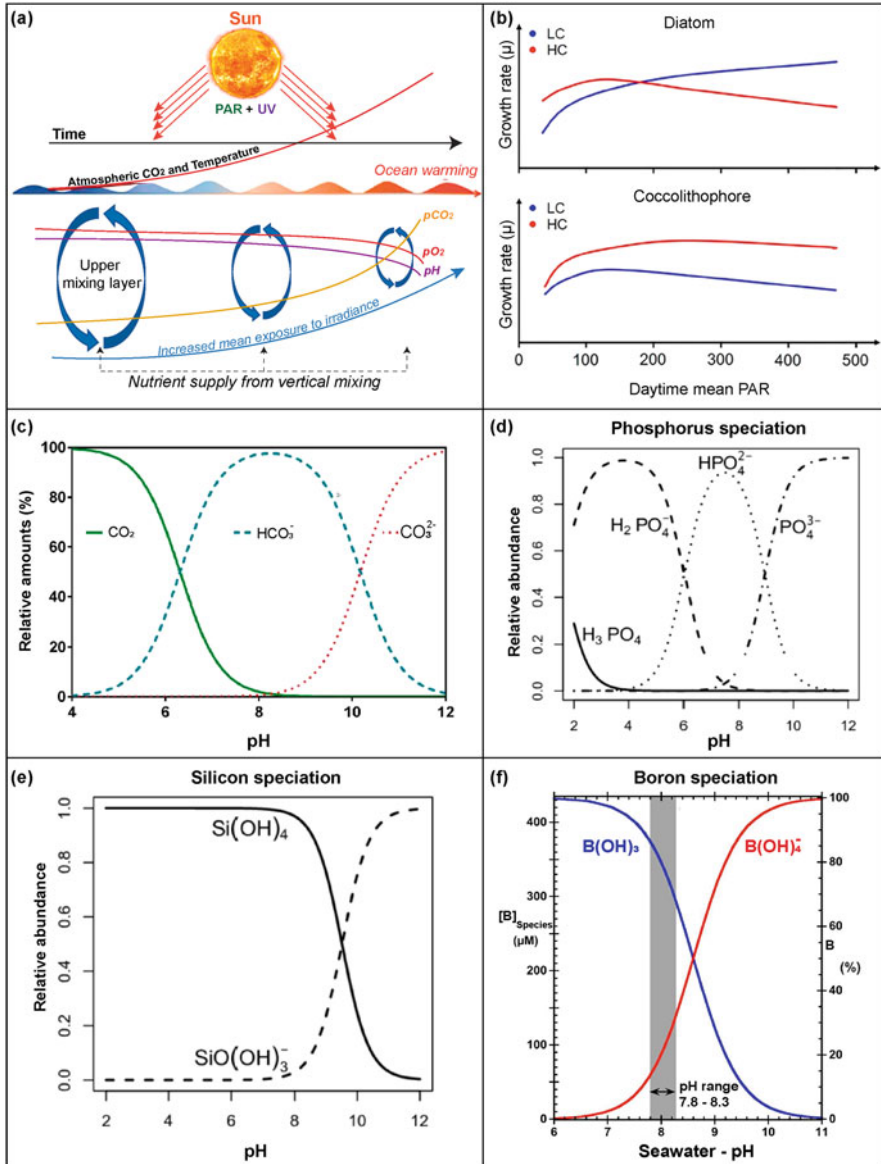 (a)
Sun
PAR + UV
Time
Atmospheric CO₂ and Temperature
Ocean warming
pCO₂
pO₂
pH
Upper
mixing layer
Increased mean exposure to irradiance
Nutrient supply from vertical mixing
(b)
Diatom
LC
HC
Growth rate (μ)
Coccolithophore
LC
HC
Growth rate (μ)
0 100 200 300 400 500
Daytime mean PAR
(c)
100
80
60
40
20
0
Relative amounts (%)
CO₂
HCO₃⁻
CO₃²⁻
4 6 8 10 12
pH
(d)
Phosphorus speciation
HPO₄²⁻
H₂ PO₄⁻
PO₄³⁻
H₃ PO₄
1.0
0.8
0.6
0.4
0.2
0.0
Relative abundance
2 4 6 8 10 12
pH
(e)
Silicon speciation
Si(OH)₄
SiO(OH)₃⁻
1.0
0.8
0.6
0.4
0.2
0.0
Relative abundance
2 4 6 8 10 12
pH
(f)
Boron speciation
B(OH)₃
B(OH)₄⁻
400
300
200
100
0
[B]Species
(μM)
100
80
60
40
20
0
B
(%)
pH range
7.8 - 8.3
6 7 8 9 10 11
Seawater - pH